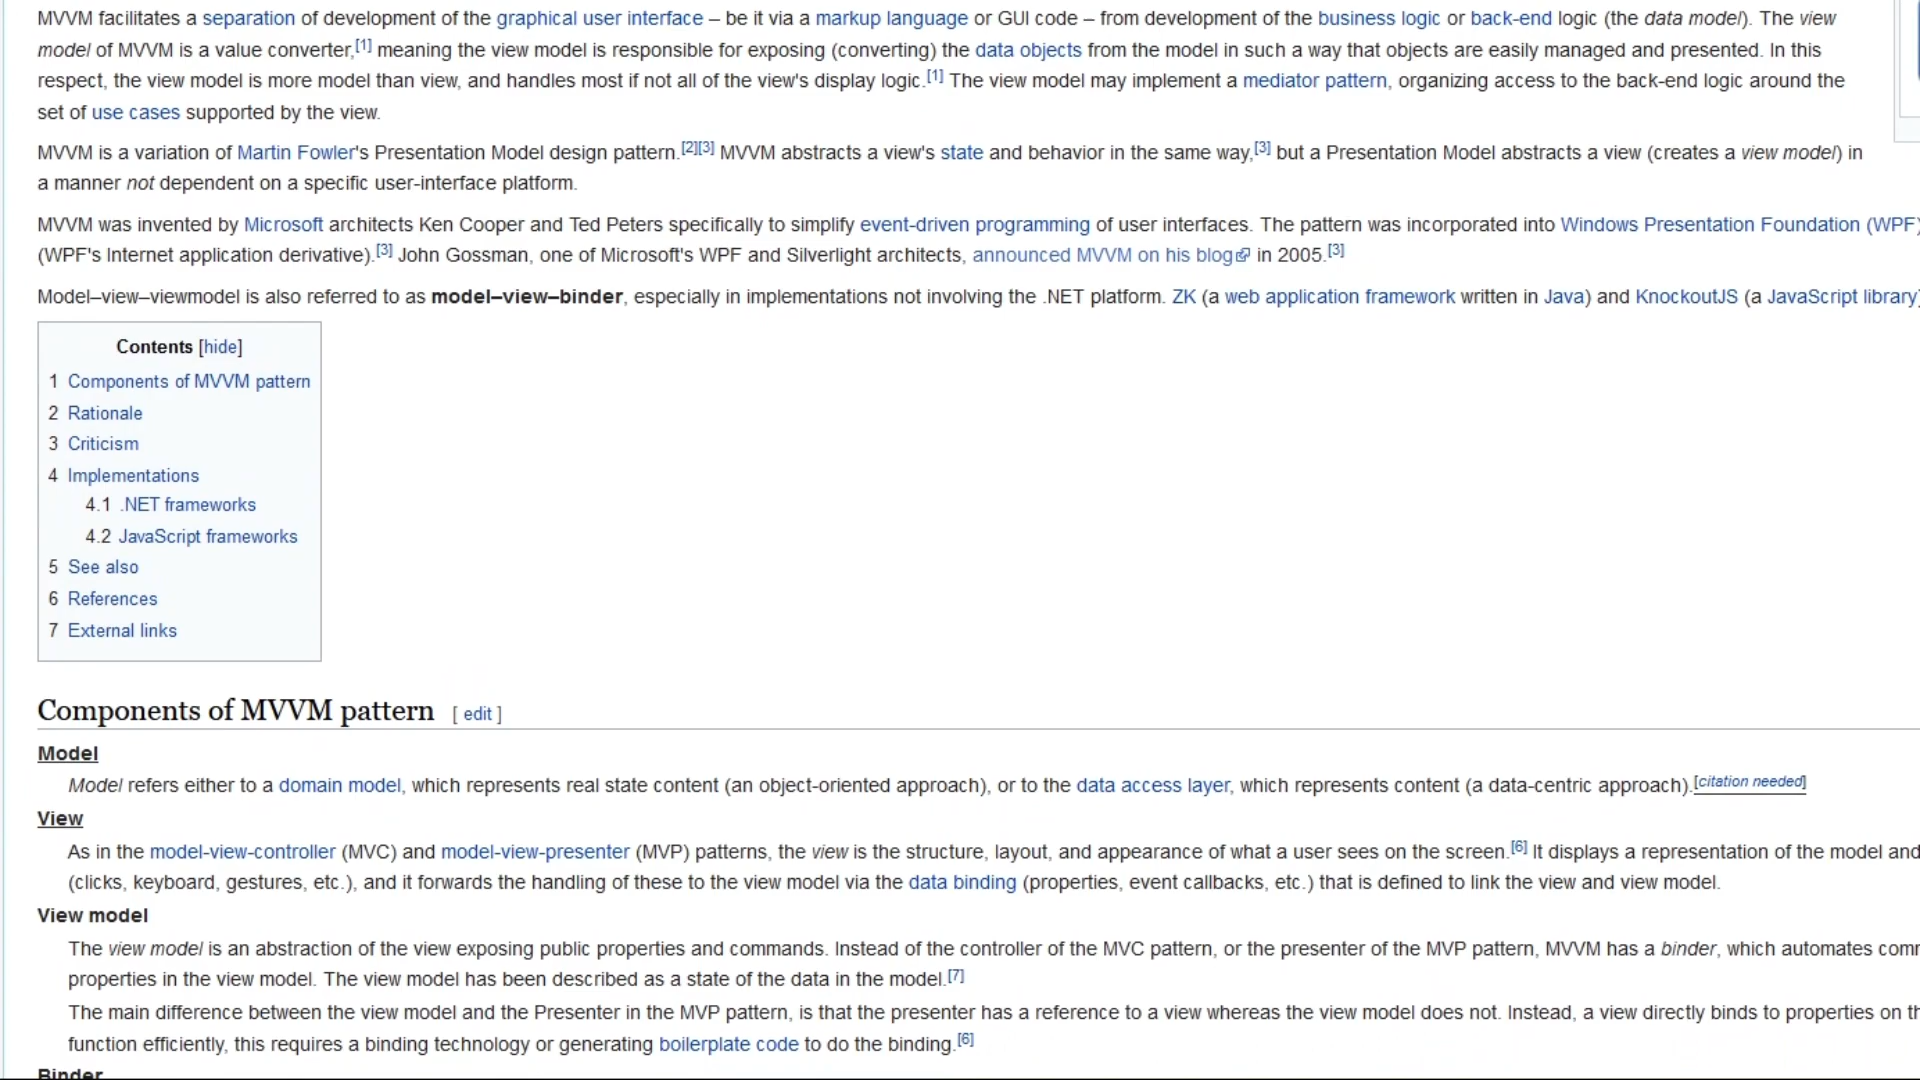 MVVM facilitates a separation of development of the graphical user interface – be it via a markup language or GUI code – from development of the business logic or back-end logic (the data model). The view
model of MVVM is a value converter,[1] meaning the view model is responsible for exposing (converting) the data objects from the model in such a way that objects are easily managed and presented. In this
respect, the view model is more model than view, and handles most if not all of the view's display logic.[1] The view model may implement a mediator pattern, organizing access to the back-end logic around the
set of use cases supported by the view.
MVVM is a variation of Martin Fowler's Presentation Model design pattern.[2][3] MVVM abstracts a view's state and behavior in the same way,[3] but a Presentation Model abstracts a view (creates a view model) in
a manner not dependent on a specific user-interface platform.
MVVM was invented by Microsoft architects Ken Cooper and Ted Peters specifically to simplify event-driven programming of user interfaces. The pattern was incorporated into Windows Presentation Foundation (WPF)
(WPF's Internet application derivative).[3] John Gossman, one of Microsoft's WPF and Silverlight architects, announced MVVM on his blog in 2005.[3]
Model–view–viewmodel is also referred to as model–view–binder, especially in implementations not involving the .NET platform. ZK (a web application framework written in Java) and KnockoutJS (a JavaScript library)
Contents [hide]
1 Components of MVVM pattern
2 Rationale
3 Criticism
4 Implementations
4.1 .NET frameworks
4.2 JavaScript frameworks
5 See also
6 References
7 External links
Components of MVVM pattern [ edit ]
Model
Model refers either to a domain model, which represents real state content (an object-oriented approach), or to the data access layer, which represents content (a data-centric approach).[citation needed]
View
As in the model-view-controller (MVC) and model-view-presenter (MVP) patterns, the view is the structure, layout, and appearance of what a user sees on the screen.[6] It displays a representation of the model and
(clicks, keyboard, gestures, etc.), and it forwards the handling of these to the view model via the data binding (properties, event callbacks, etc.) that is defined to link the view and view model.
View model
The view model is an abstraction of the view exposing public properties and commands. Instead of the controller of the MVC pattern, or the presenter of the MVP pattern, MVVM has a binder, which automates
properties in the view model. The view model has been described as a state of the data in the model.[7]
The main difference between the view model and the Presenter in the MVP pattern, is that the presenter has a reference to a view whereas the view model does not. Instead, a view directly binds to properties on
function efficiently, this requires a binding technology or generating boilerplate code to do the binding.[6]
Binder